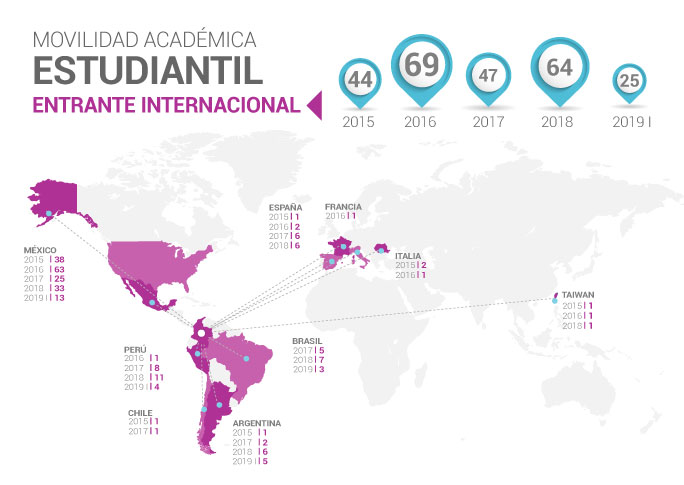 MOVILIDAD ACADÉMICA
ESTUDIANTIL
ENTRANTE INTERNACIONAL
44
69
47
64
25
2015
2016
2017
2018
2019 I
ESPAÑA
2015 | 1
2016 | 2
2017 | 6
2018 | 6
FRANCIA
2016 | 1
MÉXICO
2015 | 38
2016 | 63
2017 | 25
2018 | 33
2019 I | 13
ITALIA
2015 | 2
2016 | 1
TAIWAN
2015 | 1
2016 | 1
2018 | 1
PERÚ
2016 | 1
2017 | 8
2018 | 11
2019 I | 4
BRASIL
2017 | 5
2018 | 7
2019 I | 3
CHILE
2015 | 1
2017 | 1
ARGENTINA
2015 | 1
2017 | 2
2018 | 6
2019 I | 5